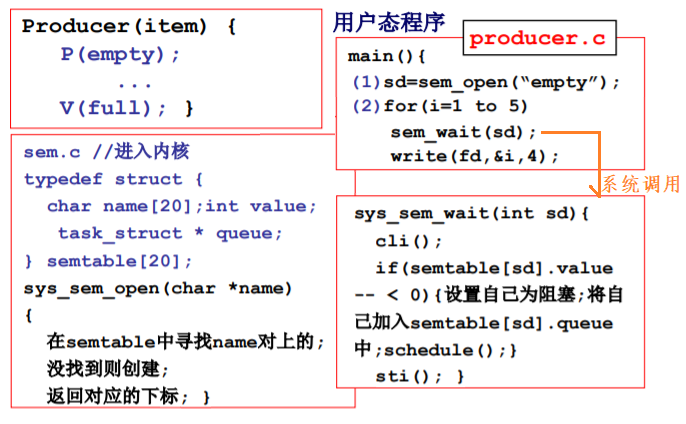 Producer(item) {
P(empty);
...
V(full); }
用户态程序
producer.c
main(){
(1)sd=sem_open(“empty”);
(2)for(i=1 to 5)
sem_wait(sd);
write(fd,&i,4);
系统调用
sem.c //进入内核
typedef struct {
char name[20];int value;
task_struct * queue;
} semtable[20];
sys_sem_open(char *name)
{
在semtable中寻找name对上的;
没找到则创建;
返回对应的下标; }
sys_sem_wait(int sd){
cli();
if(semtable[sd].value
-- < 0){设置自己为阻塞;将自
己加入semtable[sd].queue
中;schedule();}
sti(); }